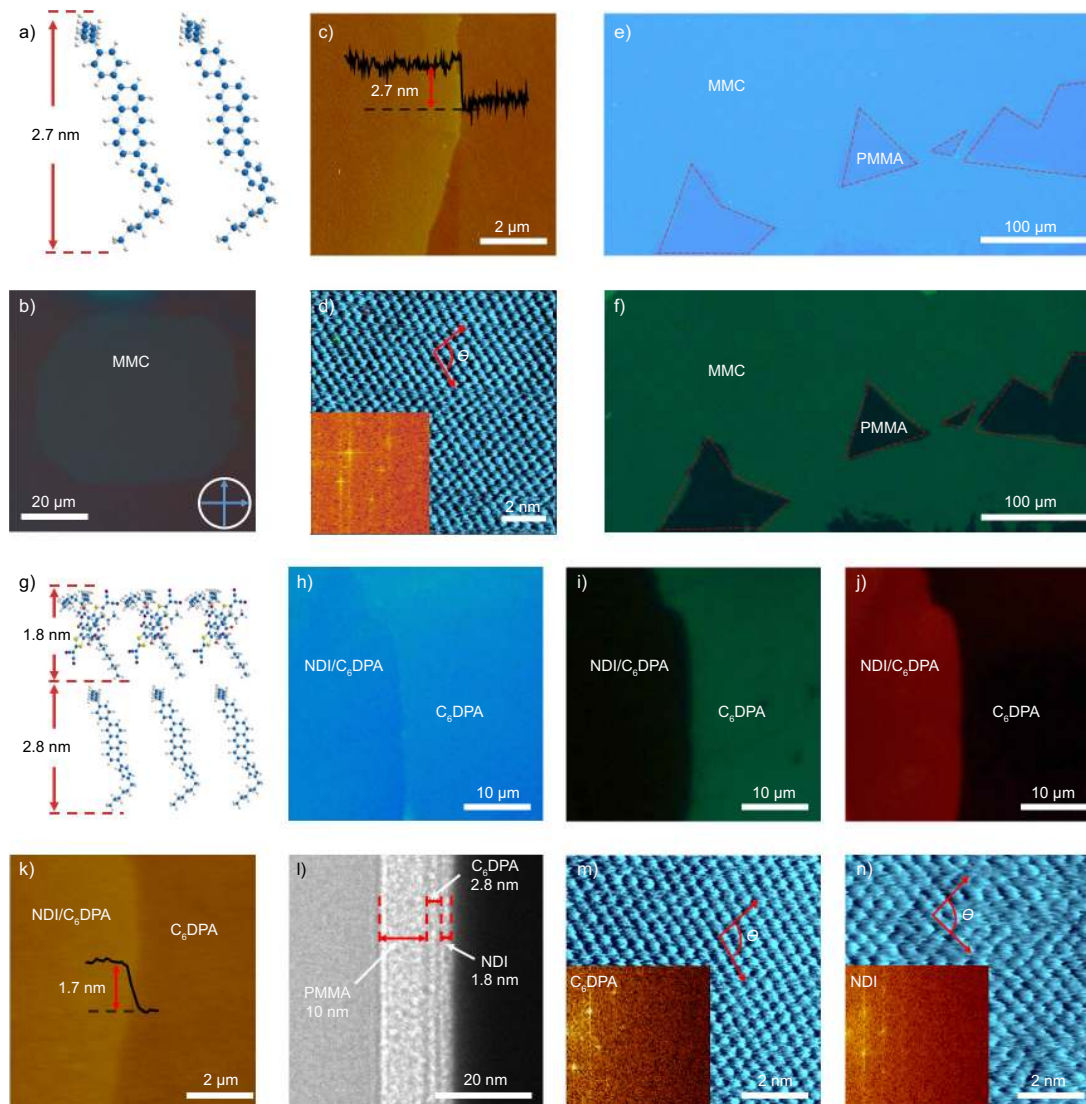 a)
2.7 nm
c)
2.7 nm
2 µm
e)
MMC
PMMA
100 µm
b)
MMC
20 µm
d)
Θ
2 nm
f)
MMC
PMMA
100 µm
g)
1.8 nm
2.8 nm
h)
NDI/C₆DPA
C₆DPA
10 µm
i)
NDI/C₆DPA
C₆DPA
10 µm
j)
NDI/C₆DPA
C₆DPA
10 µm
k)
NDI/C₆DPA
C₆DPA
1.7 nm
2 µm
l)
C₆DPA
2.8 nm
NDI
1.8 nm
PMMA
10 nm
20 nm
m)
Θ
C₆DPA
2 nm
n)
Θ
NDI
2 nm